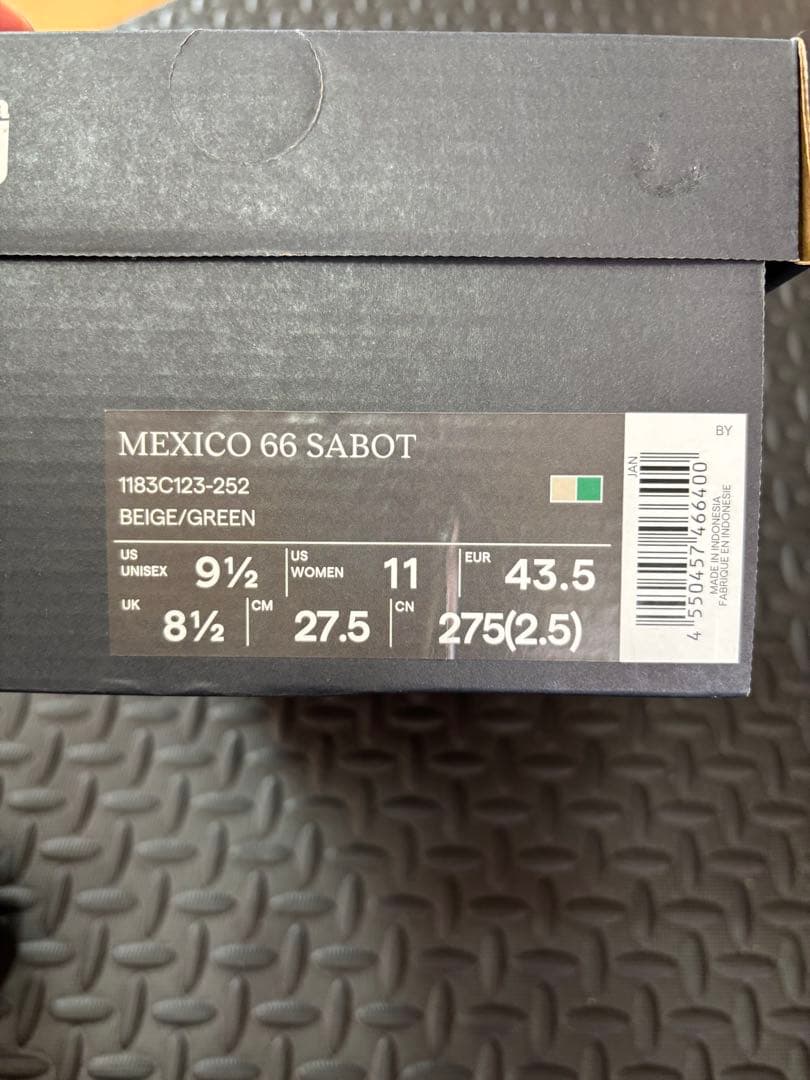 MEXICO 66 SABOT
1183C123-252
BEIGE/GREEN
US UNISEX 9½ US WOMEN 11 EUR 43.5
UK 8½ CM 27.5 CN 275(2.5)
BY
JAN
4 550457 466400
MADE IN INDONESIA
FABRIQUE EN INDONESIE